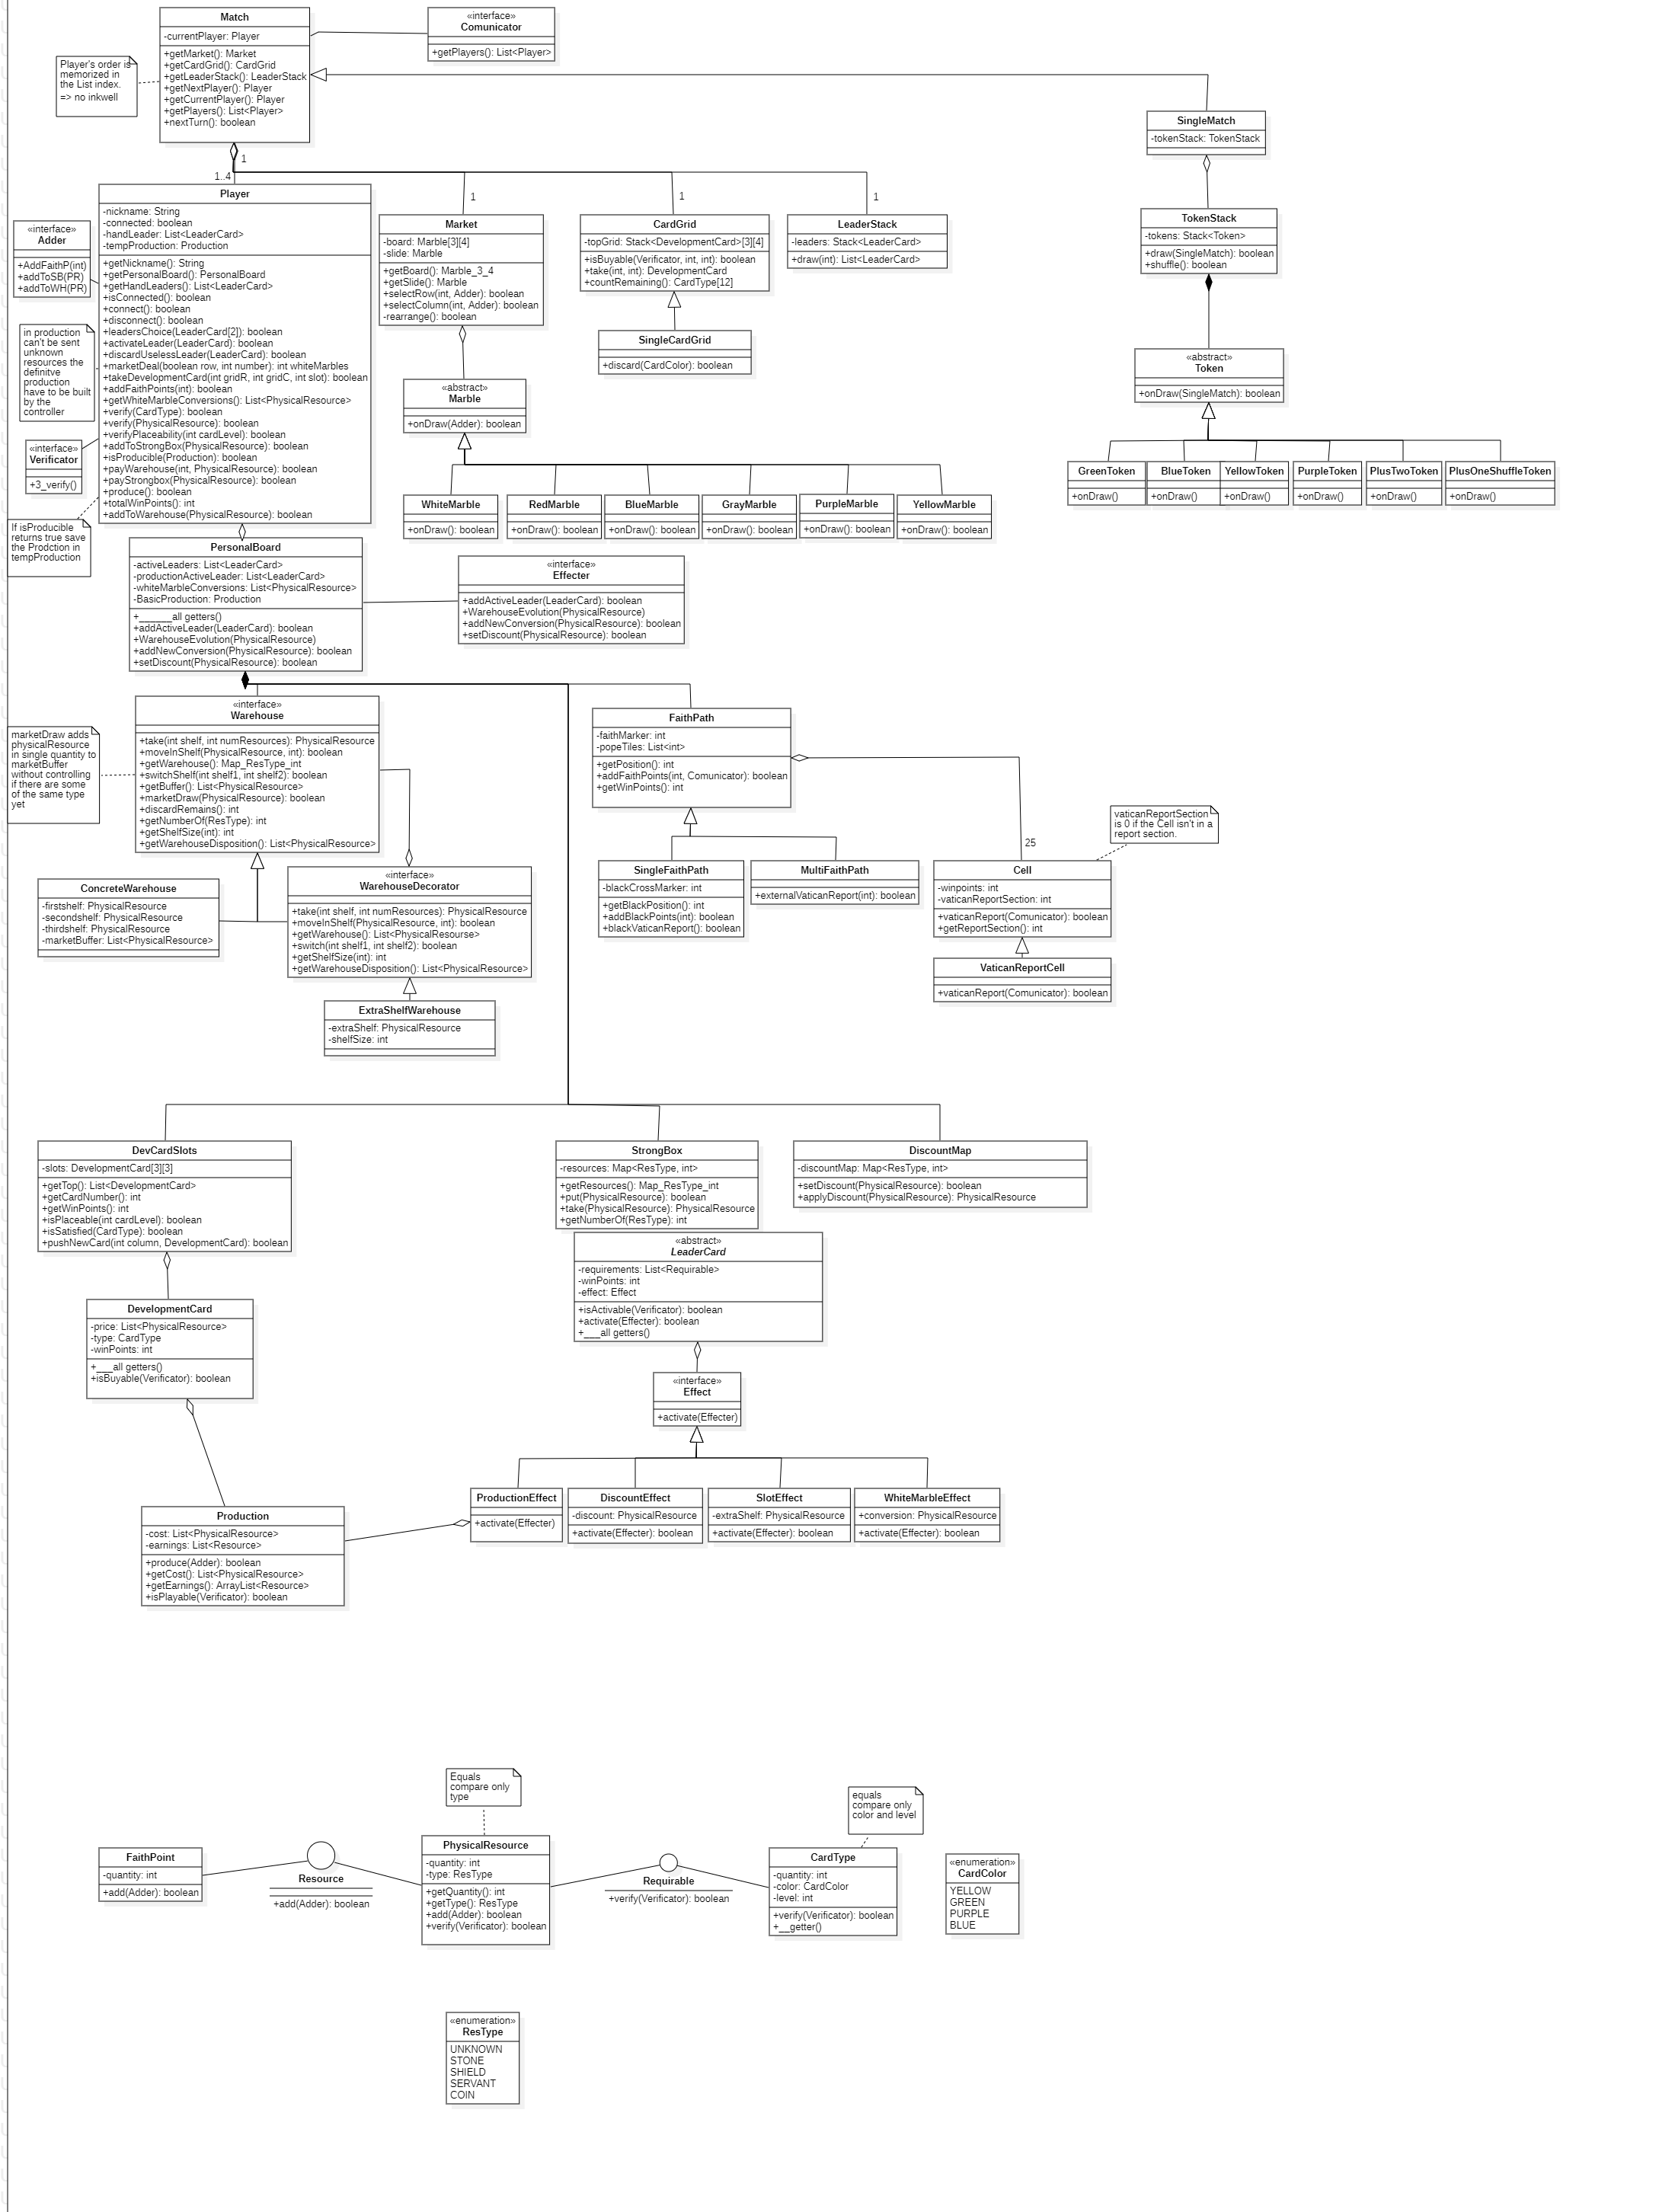 Match
-currentPlayer: Player
+getMarket(): Market
+getCardGrid(): CardGrid
+getLeaderStack(): LeaderStack
+getNextPlayer(): Player
+getCurrentPlayer(): Player
+getPlayers(): List<Player>
+nextTurn(): boolean
«interface»
Comunicator
+getPlayers(): List<Player>
Player's order is
memorized in
the List index.
=> no inkwell
SingleMatch
-tokenStack: TokenStack
1
1..4
1
1
1
Player
-nickname: String
-connected: boolean
-handLeader: List<LeaderCard>
-tempProduction: Production
+getNickname(): String
+getPersonalBoard(): PersonalBoard
+getHandLeaders(): List<LeaderCard>
+isConnected(): boolean
+connect(): boolean
+disconnect(): boolean
+leadersChoice(LeaderCard[2]): boolean
+activateLeader(LeaderCard): boolean
+discardUselessLeader(LeaderCard): boolean
+marketDeal(boolean row, int number): int whiteMarbles
+takeDevelopmentCard(int gridR, int gridC, int slot): boolean
+addFaithPoints(int): boolean
+getWhiteMarbleConversions(): List<PhysicalResource>
+verify(CardType): boolean
+verify(PhysicalResource): boolean
+verifyPlaceability(int cardLevel): boolean
+addToStrongBox(PhysicalResource): boolean
+isProducible(Production): boolean
+payWarehouse(int, PhysicalResource): boolean
+payStrongbox(PhysicalResource): boolean
+produce(): boolean
+totalWinPoints(): int
+addToWarehouse(PhysicalResource): boolean
«interface»
Adder
+AddFaithP(int)
+addToSB(PR)
+addToWH(PR)
in production
can't be sent
unknown
resources the
definitve
production
have to be built
by the
controller
«interface»
Verificator
+3_verify()
If isProducible
returns true save
the Prodction in
tempProduction
Market
-board: Marble[3][4]
-slide: Marble
+getBoard(): Marble_3_4
+getSlide(): Marble
+selectRow(int, Adder): boolean
+selectColumn(int, Adder): boolean
-rearrange(): boolean
CardGrid
-topGrid: Stack<DevelopmentCard>[3][4]
+isBuyable(Verificator, int, int): boolean
+take(int, int): DevelopmentCard
+countRemaining(): CardType[12]
LeaderStack
-leaders: Stack<LeaderCard>
+draw(int): List<LeaderCard>
SingleCardGrid
+discard(CardColor): boolean
TokenStack
-tokens: Stack<Token>
+draw(SingleMatch): boolean
+shuffle(): boolean
«abstract»
Token
+onDraw(SingleMatch): boolean
«abstract»
Marble
+onDraw(Adder): boolean
GreenToken
+onDraw()
BlueToken
+onDraw()
YellowToken
+onDraw()
PurpleToken
+onDraw()
PlusTwoToken
+onDraw()
PlusOneShuffleToken
+onDraw()
WhiteMarble
+onDraw(): boolean
RedMarble
+onDraw(): boolean
BlueMarble
+onDraw(): boolean
GrayMarble
+onDraw(): boolean
PurpleMarble
+onDraw(): boolean
YellowMarble
+onDraw(): boolean
PersonalBoard
-activeLeaders: List<LeaderCard>
-productionActiveLeader: List<LeaderCard>
-whiteMarbleConversions: List<PhysicalResource>
-BasicProduction: Production
+______all getters()
+addActiveLeader(LeaderCard): boolean
+WarehouseEvolution(PhysicalResource)
+addNewConversion(PhysicalResource): boolean
+setDiscount(PhysicalResource): boolean
«interface»
Effecter
+addActiveLeader(LeaderCard): boolean
+WarehouseEvolution(PhysicalResource)
+addNewConversion(PhysicalResource): boolean
+setDiscount(PhysicalResource): boolean
«interface»
Warehouse
+take(int shelf, int numResources): PhysicalResource
+moveInShelf(PhysicalResource, int): boolean
+getWarehouse(): Map_ResType_int
+switchShelf(int shelf1, int shelf2): boolean
+getBuffer(): List<PhysicalResource>
+marketDraw(PhysicalResource): boolean
+discardRemains(): int
+getNumberOf(ResType): int
+getShelfSize(int): int
+getWarehouseDisposition(): List<PhysicalResource>
marketDraw adds
physicalResource
in single quantity to
marketBuffer
without controlling
if there are some
of the same type
yet
FaithPath
-faithMarker: int
-popeTiles: List<int>
+getPosition(): int
+addFaithPoints(int, Comunicator): boolean
+getWinPoints(): int
vaticanReportSection
is 0 if the Cell isn't in a
report section.
25
ConcreteWarehouse
-firstshelf: PhysicalResource
-secondshelf: PhysicalResource
-thirdshelf: PhysicalResource
-marketBuffer: List<PhysicalResource>
«interface»
WarehouseDecorator
+take(int shelf, int numResources): PhysicalResource
+moveInShelf(PhysicalResource, int): boolean
+getWarehouse(): List<PhysicalResourse>
+switch(int shelf1, int shelf2): boolean
+getShelfSize(int): int
+getWarehouseDisposition(): List<PhysicalResource>
SingleFaithPath
-blackCrossMarker: int
+getBlackPosition(): int
+addBlackPoints(int): boolean
+blackVaticanReport(): boolean
MultiFaithPath
+externalVaticanReport(int): boolean
Cell
-winpoints: int
-vaticanReportSection: int
+vaticanReport(Comunicator): boolean
+getReportSection(): int
VaticanReportCell
+vaticanReport(Comunicator): boolean
ExtraShelfWarehouse
-extraShelf: PhysicalResource
-shelfSize: int
DevCardSlots
-slots: DevelopmentCard[3][3]
+getTop(): List<DevelopmentCard>
+getCardNumber(): int
+getWinPoints(): int
+isPlaceable(int cardLevel): boolean
+isSatisfied(CardType): boolean
+pushNewCard(int column, DevelopmentCard): boolean
StrongBox
-resources: Map<ResType, int>
+getResources(): Map_ResType_int
+put(PhysicalResource): boolean
+take(PhysicalResource): PhysicalResource
+getNumberOf(ResType): int
DiscountMap
-discountMap: Map<ResType, int>
+setDiscount(PhysicalResource): boolean
+applyDiscount(PhysicalResource): PhysicalResource
«abstract»
LeaderCard
-requirements: List<Requirable>
-winPoints: int
-effect: Effect
+isActivable(Verificator): boolean
+activate(Effecter): boolean
+___all getters()
DevelopmentCard
-price: List<PhysicalResource>
-type: CardType
-winPoints: int
+___all getters()
+isBuyable(Verificator): boolean
«interface»
Effect
+activate(Effecter)
ProductionEffect
+activate(Effecter)
DiscountEffect
-discount: PhysicalResource
+activate(Effecter): boolean
SlotEffect
-extraShelf: PhysicalResource
+activate(Effecter): boolean
WhiteMarbleEffect
+conversion: PhysicalResource
+activate(Effecter): boolean
Production
-cost: List<PhysicalResource>
-earnings: List<Resource>
+produce(Adder): boolean
+getCost(): List<PhysicalResource>
+getEarnings(): ArrayList<Resource>
+isPlayable(Verificator): boolean
Equals
compare only
type
equals
compare only
color and level
FaithPoint
-quantity: int
+add(Adder): boolean
Resource
+add(Adder): boolean
PhysicalResource
-quantity: int
-type: ResType
+getQuantity(): int
+getType(): ResType
+add(Adder): boolean
+verify(Verificator): boolean
Requirable
+verify(Verificator): boolean
CardType
-quantity: int
-color: CardColor
-level: int
+verify(Verificator): boolean
+__getter()
«enumeration»
CardColor
YELLOW
GREEN
PURPLE
BLUE
«enumeration»
ResType
UNKNOWN
STONE
SHIELD
SERVANT
COIN